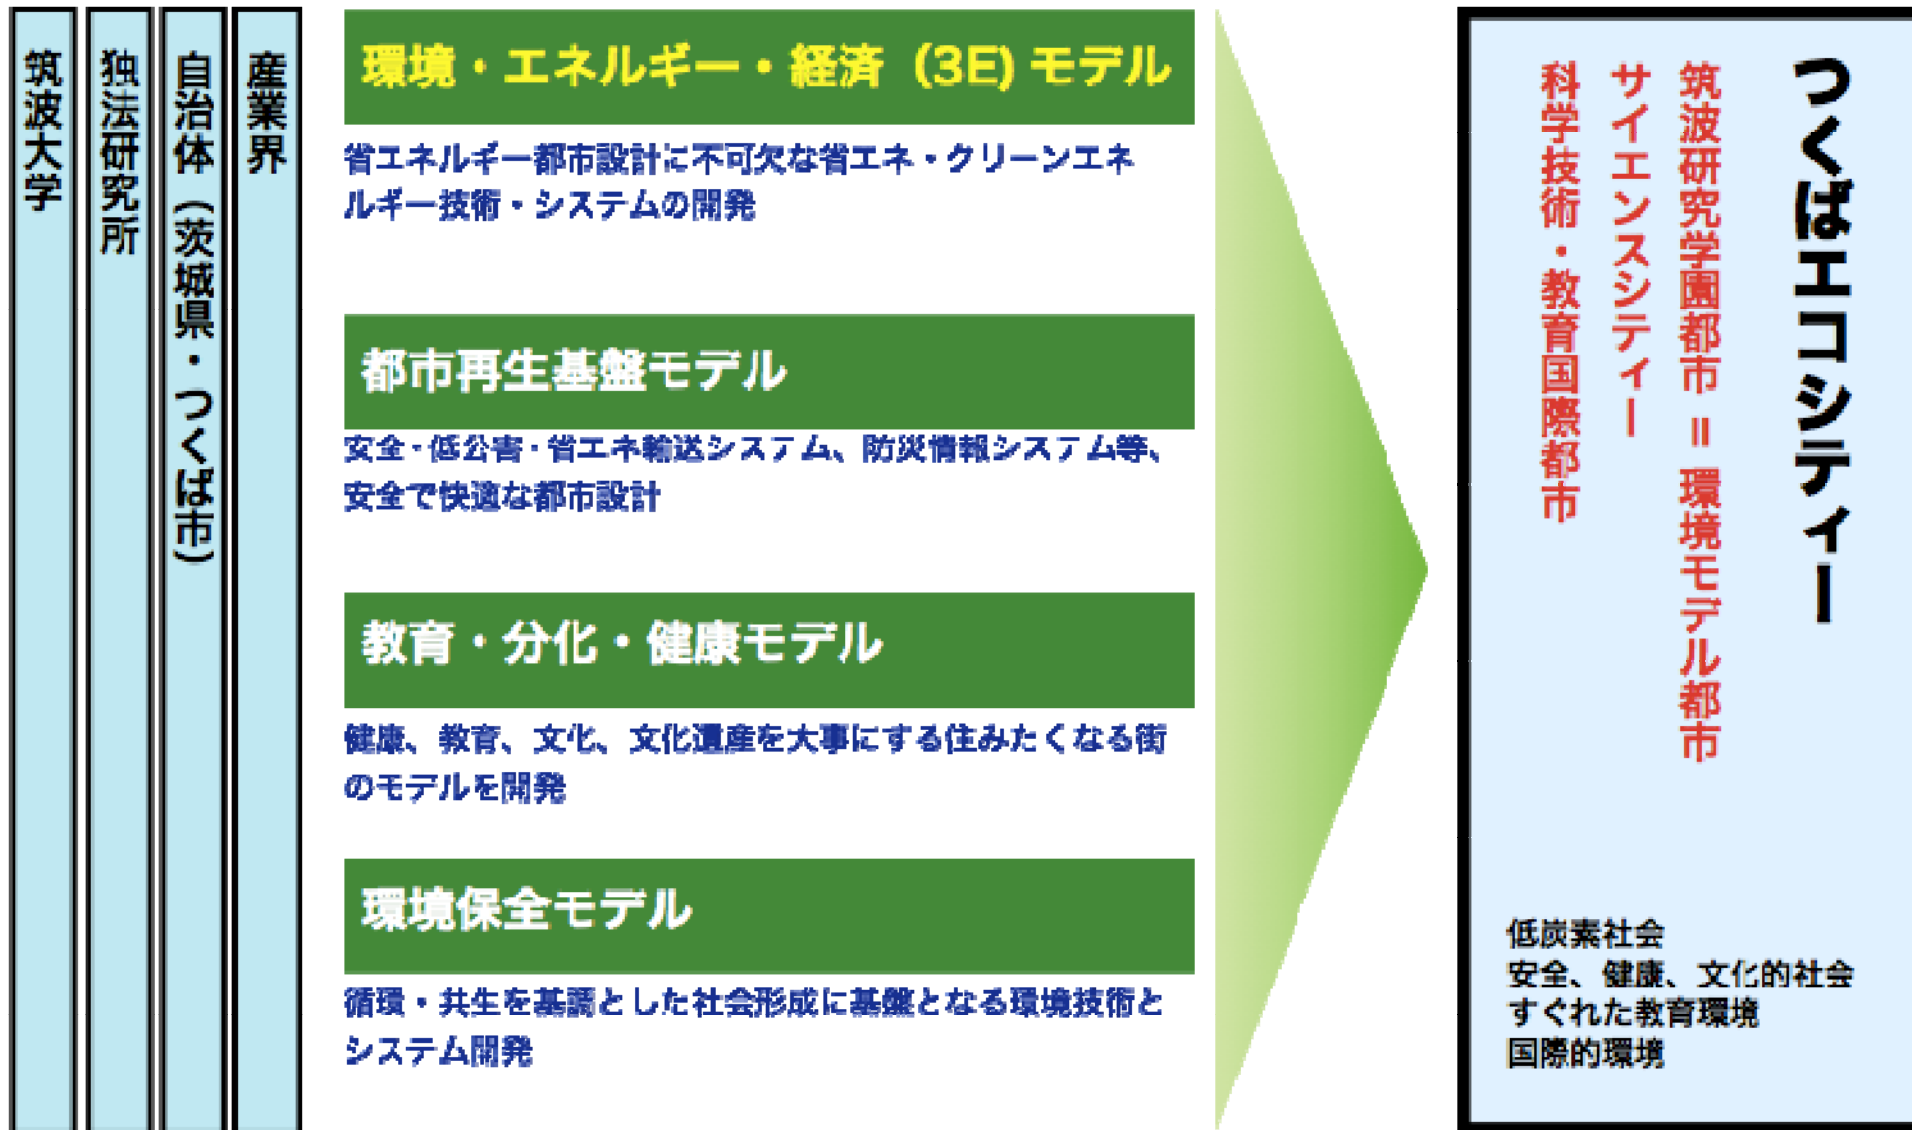 筑波大学
独法研究所
自治体（茨城県・つくば市）
産業界
環境・エネルギー・経済（3E) モデル
省エネルギー都市設計に不可欠な省エネ・クリーンエネ
ルギー技術・システムの開発
都市再生基盤モデル
安全・低公害・省エネ輸送システム、防災情報システム等、
安全で快適な都市設計
教育・分化・健康モデル
健康、教育、文化、文化遺産を大事にする住みたくなる街
のモデルを開発
環境保全モデル
循環・共生を基調とした社会形成に基盤となる環境技術と
システム開発
つくばエコシティー
筑波研究学園都市 = 環境モデル都市
サイエンスシティー
科学技術・教育国際都市
低炭素社会
安全、健康、文化的社会
すぐれた教育環境
国際的環境